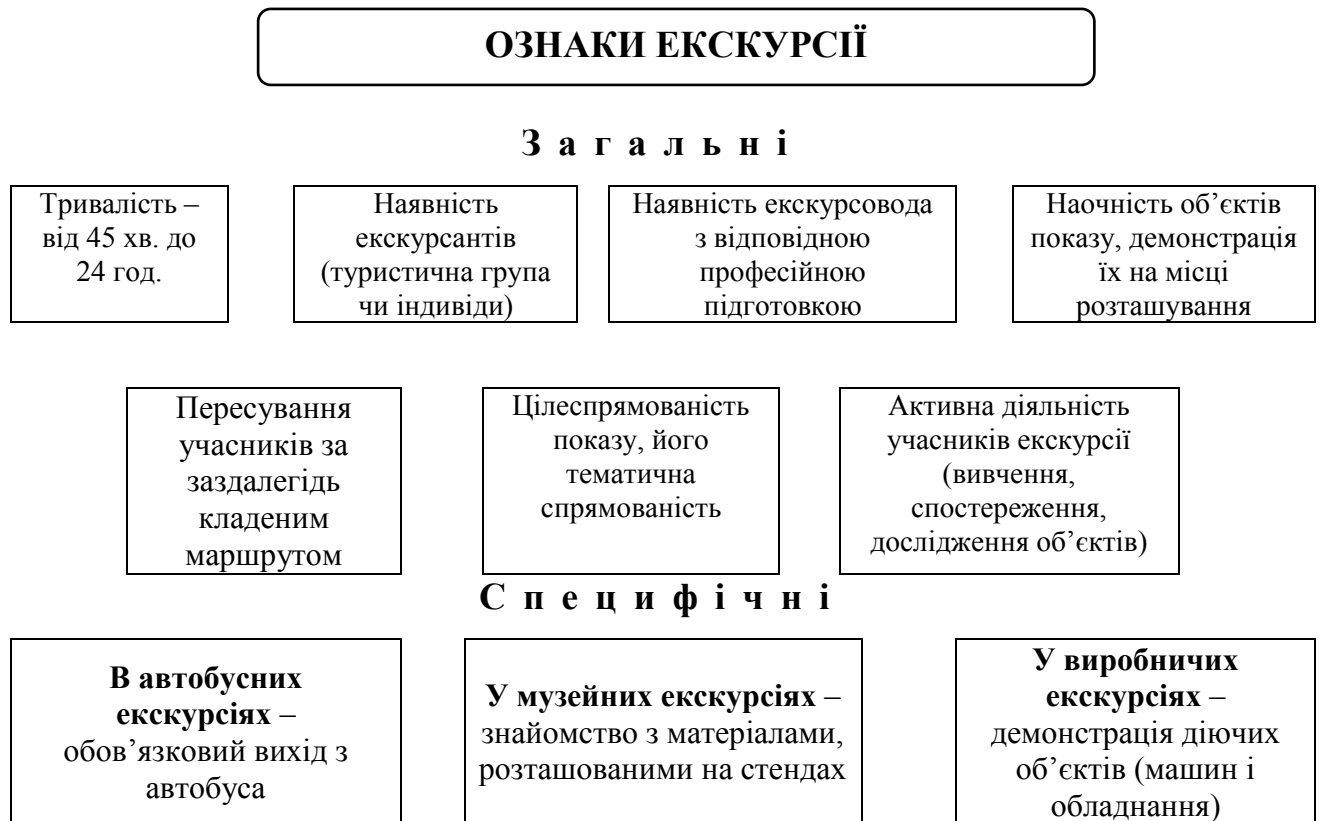 ОЗНАКИ ЕКСКУРСІЇ
З а г а л ь н і
Тривалість –
від 45 хв. до
24 год.
Наявність
екскурсантів
(туристична група
чи індивіди)
Наявність екскурсовода
з відповідною
професійною
підготовкою
Наочність об’єктів
показу, демонстрація
їх на місці
розташування
Пересування
учасників за
заздалегідь
кладеним
маршрутом
Цілеспрямованість
показу, його
тематична
спрямованість
Активна діяльність
учасників екскурсії
(вивчення,
спостереження,
дослідження об’єктів)
С п е ц и ф і ч н і
В автобусних
екскурсіях –
обов’язковий вихід з
автобуса
У музейних екскурсіях –
знайомство з матеріалами,
розташованими на стендах
У виробничих
екскурсіях –
демонстрація діючих
об’єктів (машин і
обладнання)